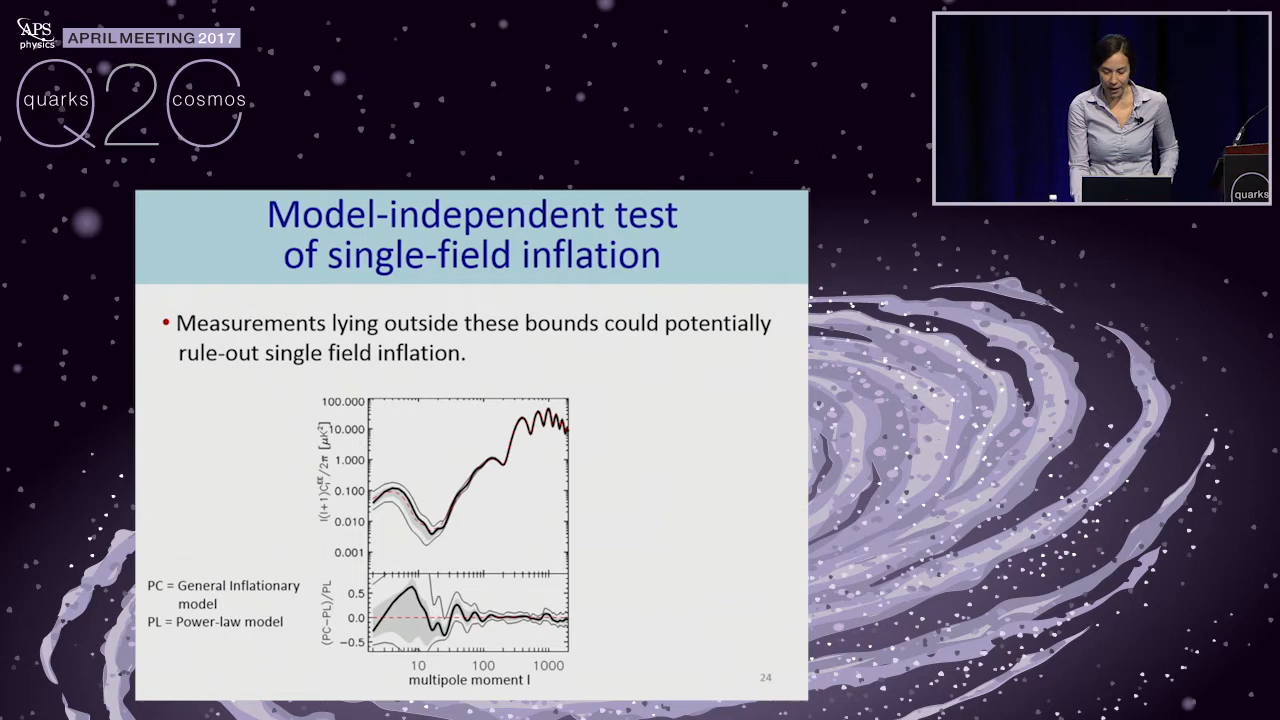 APS
physics
APRIL MEETING 2017
Q2C
quarks
cosmos
quarks
Model-independent test
of single-field inflation
• Measurements lying outside these bounds could potentially
rule-out single field inflation.
100.000
10.000
1.000
0.100
0.010
0.001
l(l+1)C_l^EE/2π [μK²]
PC = General Inflationary
model
PL = Power-law model
(PC−PL)/PL
0.5
0.0
−0.5
10 100 1000
multipole moment l
24